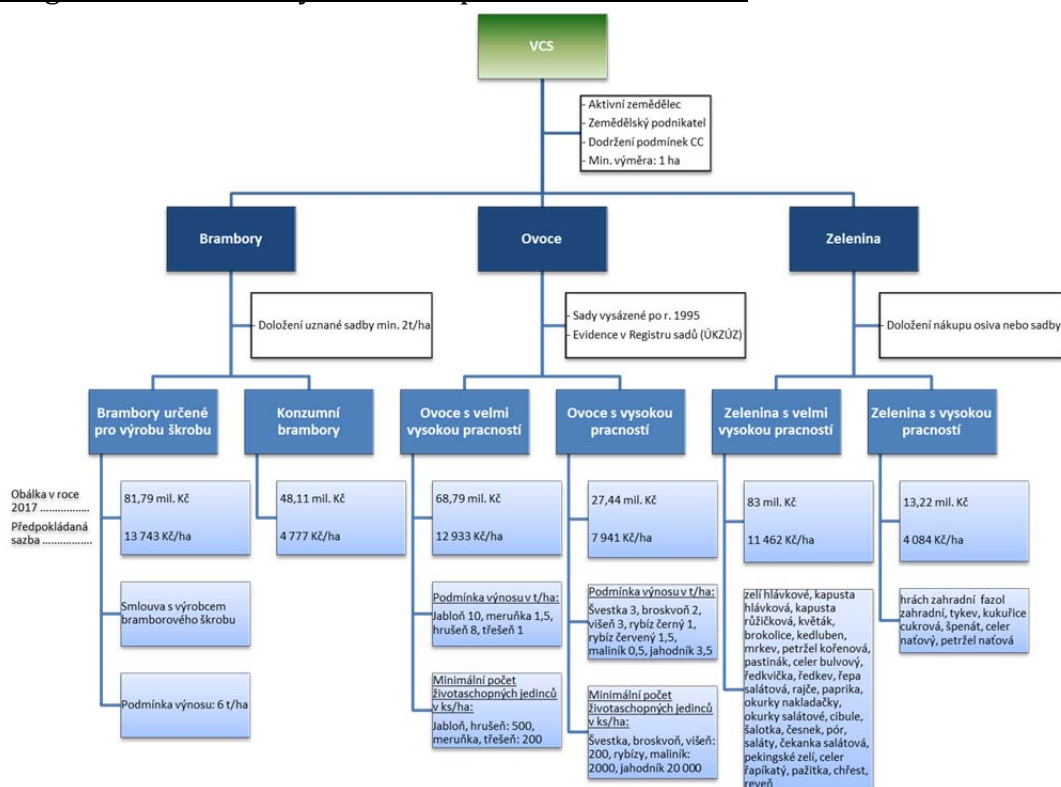 VCS
- Aktivní zemědělec
- Zemědělský podnikatel
- Dodržení podmínek CC
- Min. výměra: 1 ha
Brambory
Ovoce
Zelenina
- Doložení uznané sadby min. 2t/ha
- Sady vysázené po r. 1995
- Evidence v Registru sadů (ÚKZÚZ)
- Doložení nákupu osiva nebo sadby
Brambory určené
pro výrobu škrobu
Konzumní
brambory
Ovoce s velmi
vysokou pracností
Ovoce s vysokou
pracností
Zelenina s velmi
vysokou pracností
Zelenina s vysokou
pracností
Obálka v roce
2017 ..................
Předpokládaná
sazba ................
81,79 mil. Kč
13 743 Kč/ha
48,11 mil. Kč
4 777 Kč/ha
68,79 mil. Kč
12 933 Kč/ha
27,44 mil. Kč
7 941 Kč/ha
83 mil. Kč
11 462 Kč/ha
13,22 mil. Kč
4 084 Kč/ha
Smlouva s výrobcem
bramborového škrobu
Podmínka výnosu: 6 t/ha
Podmínka výnosu v t/ha:
Jabloň 10, meruňka 1,5,
hrušeň 8, třešeň 1
Minimální počet
životaschopných jedinců
v ks/ha:
Jabloň, hrušeň: 500,
meruňka, třešeň: 200
Podmínka výnosu v t/ha:
Švestka 3, broskvoň 2,
višeň 3, rybíz černý 1,
rybíz červený 1,5,
maliník 0,5, jahodník 3,5
Minimální počet
životaschopných jedinců
v ks/ha:
Švestka, broskvoň, višeň:
200, rybízy, maliník:
2000, jahodník 20 000
zelí hlávkové, kapusta
hlávková, kapusta
růžičková, květák,
brokolice, kedluben,
mrkev, petržel kořenová,
pastinák, celer bulvový,
ředkvička, ředkev, řepa
salátová, rajče, paprika,
okurky nakladačky,
okurky salátové, cibule,
šalotka, česnek, pór,
saláty, čekanka salátová,
pekingské zelí, celer
řapíkatý, pažitka, chřest,
reveň
hrách zahradní fazol
zahradní, tykev, kukuřice
cukrová, špenát, celer
naťový, petržel naťová